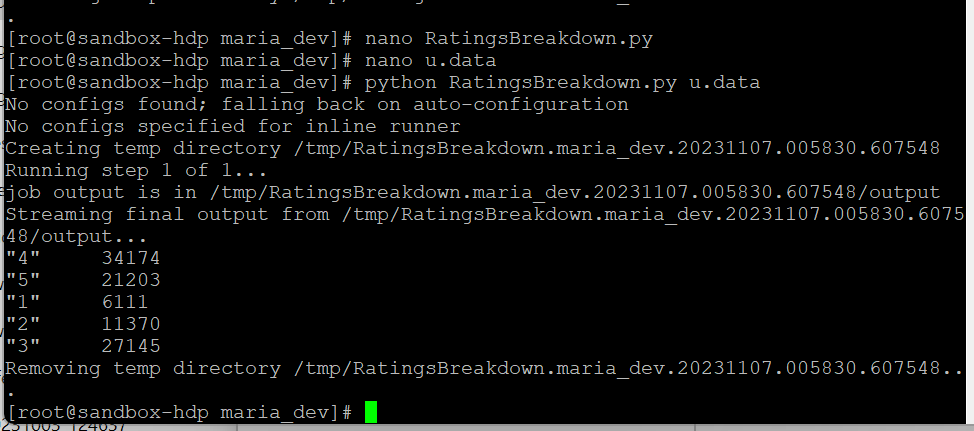 .
[root@sandbox-hdp maria_dev]# nano RatingsBreakdown.py
[root@sandbox-hdp maria_dev]# nano u.data
[root@sandbox-hdp maria_dev]# python RatingsBreakdown.py u.data
No configs found; falling back on auto-configuration
No configs specified for inline runner
Creating temp directory /tmp/RatingsBreakdown.maria_dev.20231107.005830.607548
Running step 1 of 1...
job output is in /tmp/RatingsBreakdown.maria_dev.20231107.005830.607548/output
Streaming final output from /tmp/RatingsBreakdown.maria_dev.20231107.005830.6075
48/output...
"4"     34174
"5"     21203
"1"     6111
"2"     11370
"3"     27145
Removing temp directory /tmp/RatingsBreakdown.maria_dev.20231107.005830.607548..
.
[root@sandbox-hdp maria_dev]#